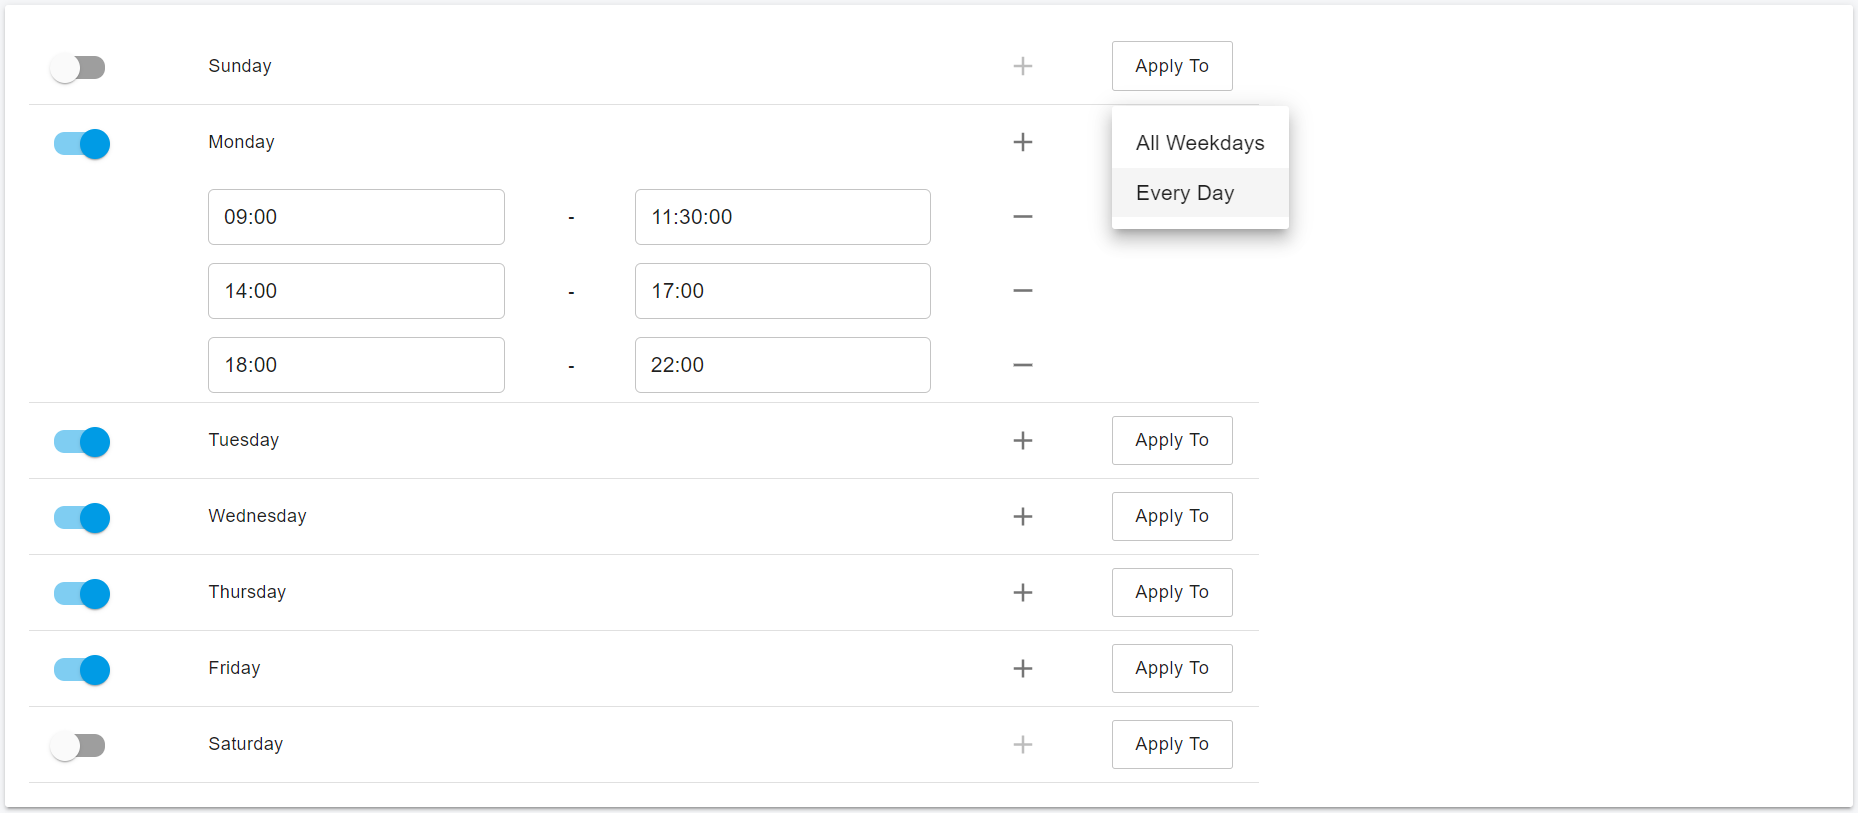 Sunday + Apply To
Monday +
All Weekdays
Every Day
09:00 - 11:30:00 —
14:00 - 17:00 —
18:00 - 22:00 —
Tuesday + Apply To
Wednesday + Apply To
Thursday + Apply To
Friday + Apply To
Saturday + Apply To